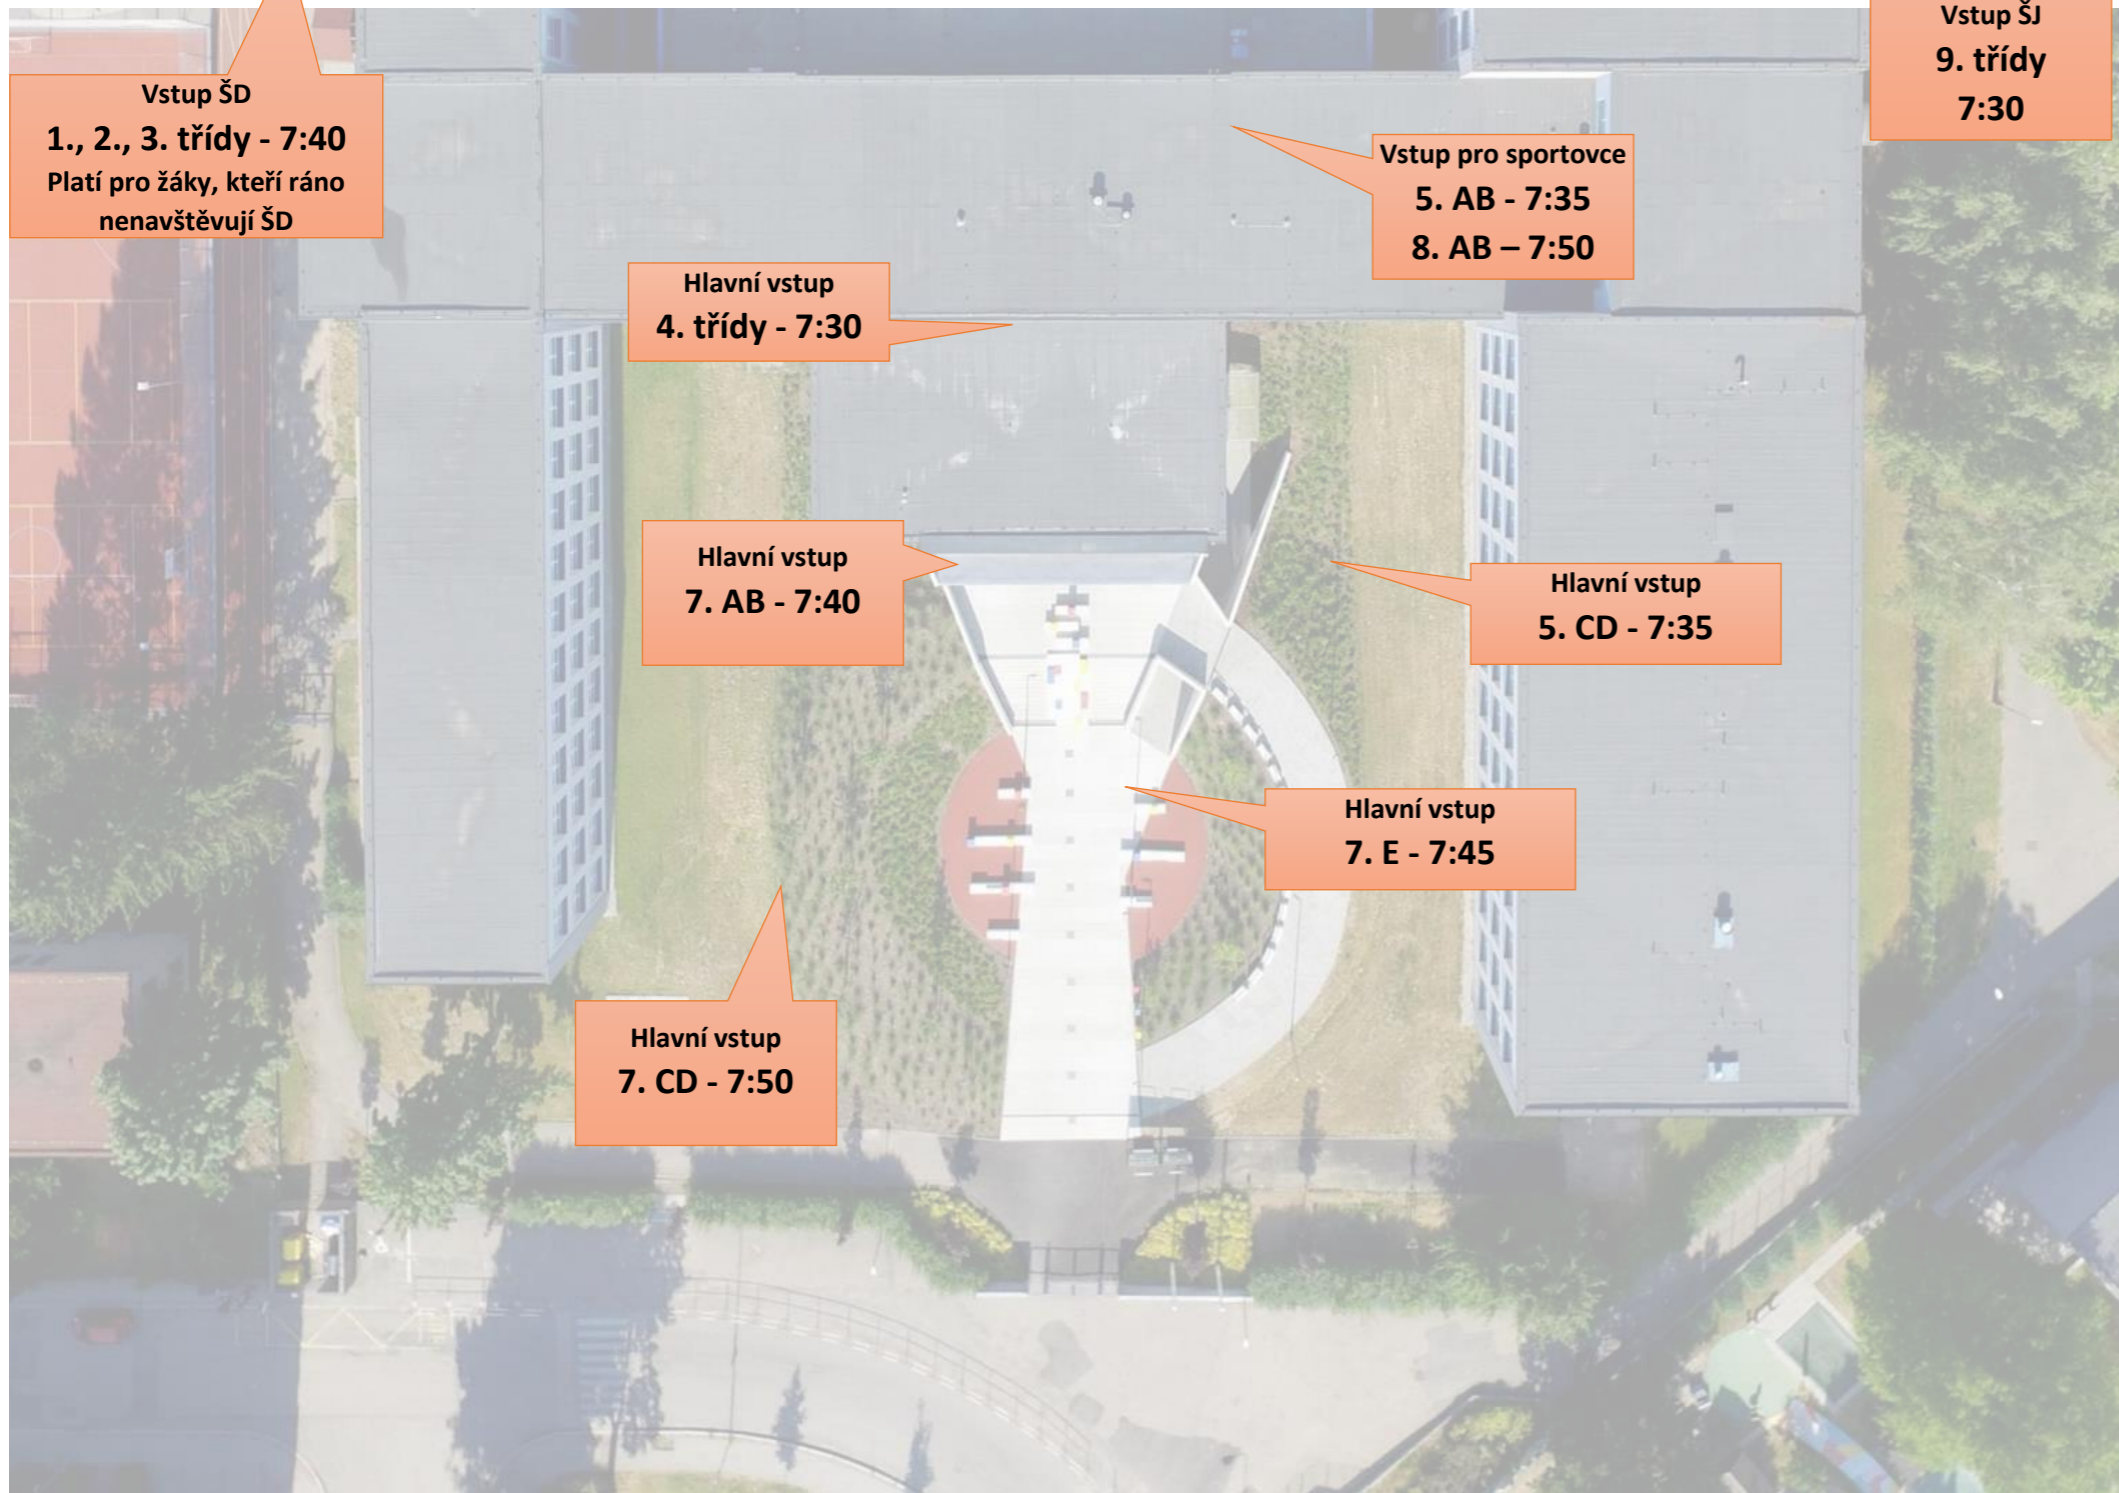 Vstup ŠJ
9. třídy
7:30
Vstup ŠD
1., 2., 3. třídy - 7:40
Platí pro žáky, kteří ráno
nenavštěvují ŠD
Vstup pro sportovce
5. AB - 7:35
8. AB – 7:50
Hlavní vstup
4. třídy - 7:30
Hlavní vstup
7. AB - 7:40
Hlavní vstup
5. CD - 7:35
Hlavní vstup
7. E - 7:45
Hlavní vstup
7. CD - 7:50